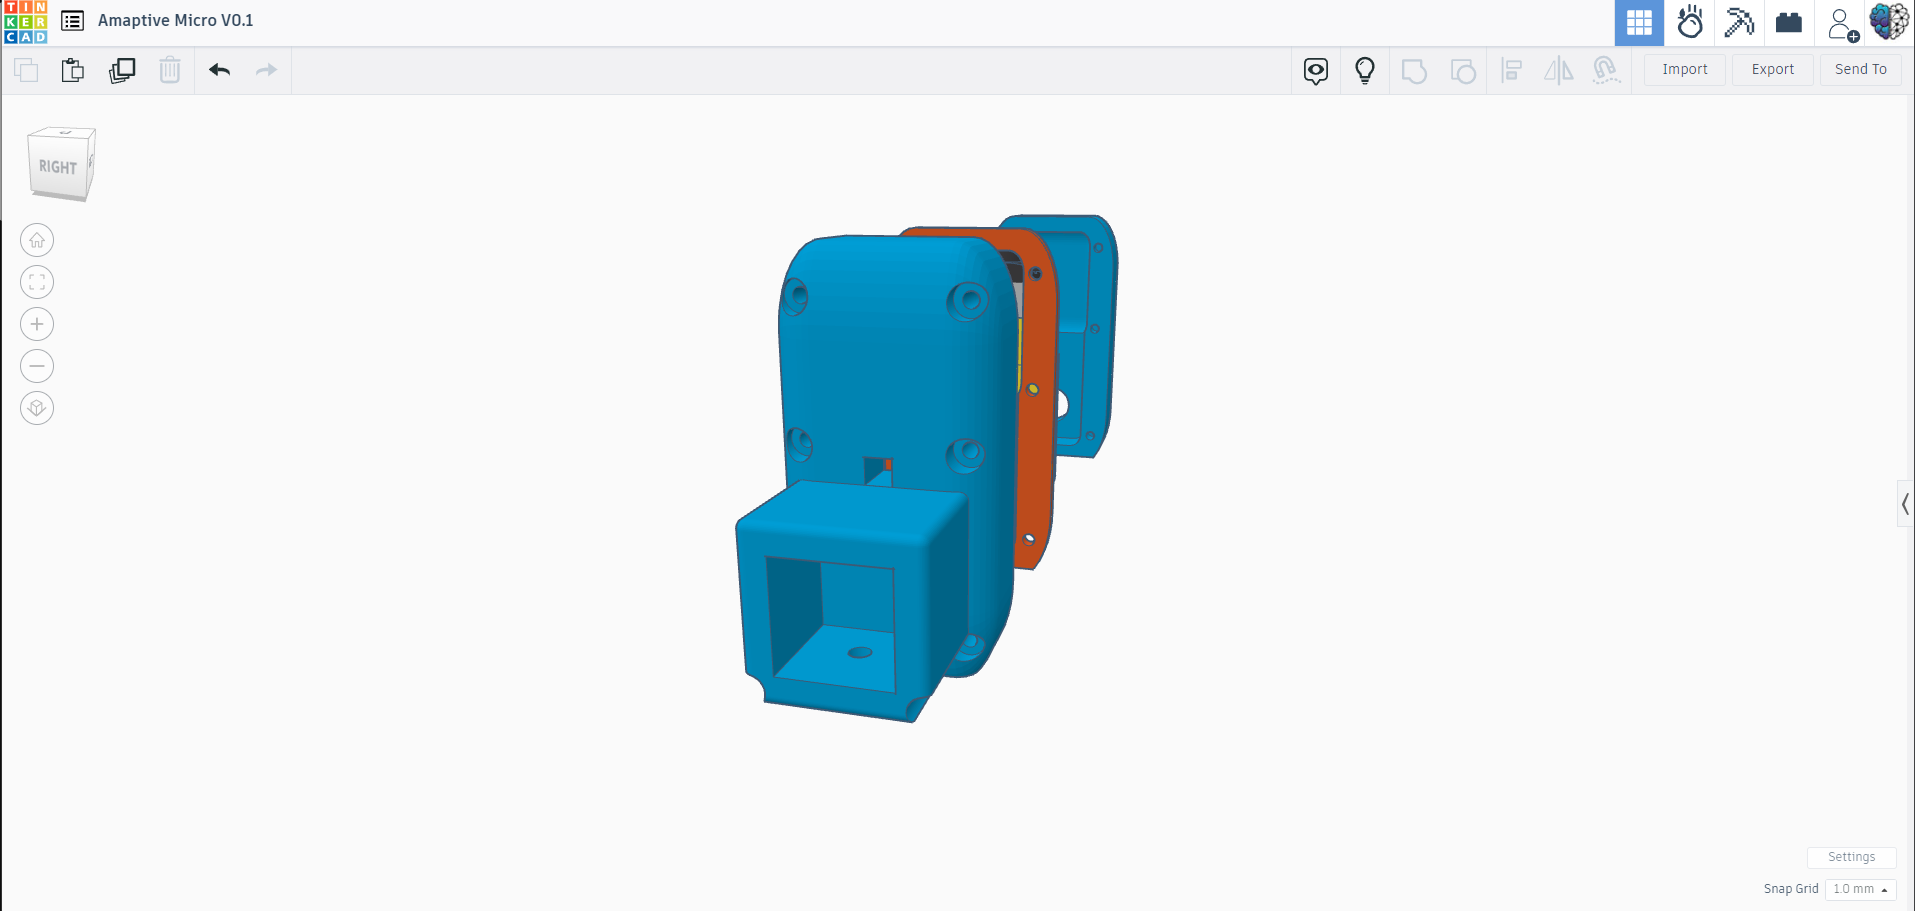 TIN
KER
CAD
Amaptive Micro V0.1
Import
Export
Send To
RIGHT
Settings
Snap Grid
1.0 mm